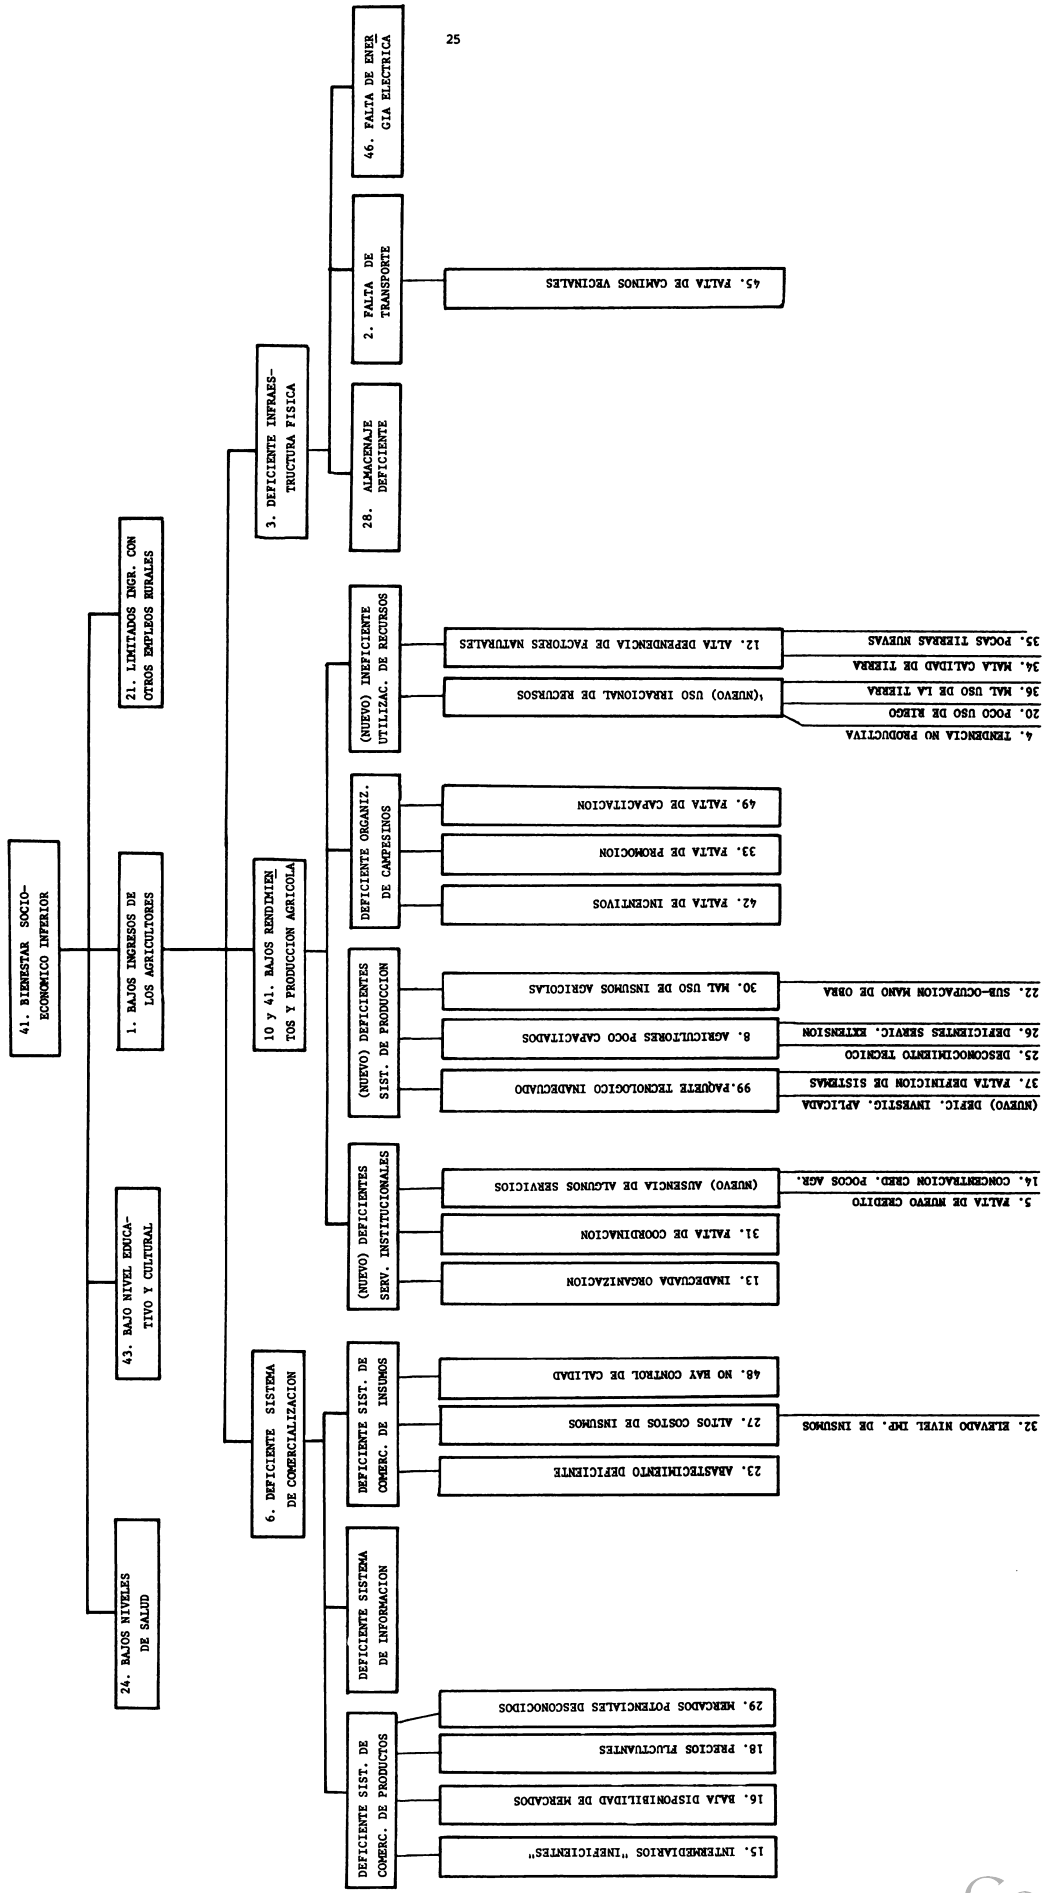 25
41. BIENESTAR SOCIO-
ECONOMICO INFERIOR
24. BAJOS NIVELES
DE SALUD
43. BAJO NIVEL EDUCA-
TIVO Y CULTURAL
1. BAJOS INGRESOS DE
LOS AGRICULTORES
21. LIMITADOS INGR. CON
OTROS EMPLEOS RURALES
6. DEFICIENTE SISTEMA
DE COMERCIALIZACION
10 y 41. BAJOS RENDIMIEN
TOS Y PRODUCCION AGRICOLA
3. DEFICIENTE INFRAES-
TRUCTURA FISICA
DEFICIENTE SIST. DE
COMERC. DE PRODUCTOS
DEFICIENTE SISTEMA
DE INFORMACION
DEFICIENTE SIST. DE
COMERC. DE INSUMOS
(NUEVO) DEFICIENTES
SERV. INSTITUCIONALES
(NUEVO) DEFICIENTES
SIST. DE PRODUCCION
DEFICIENTE ORGANIZ.
DE CAMPESINOS
(NUEVO) INEFICIENTE
UTILIZAC. DE RECURSOS
28. ALMACENAJE
DEFICIENTE
2. FALTA DE
TRANSPORTE
46. FALTA DE ENER
GIA ELECTRICA
15. INTERMEDIARIOS "INEFICIENTES"
16. BAJA DISPONIBILIDAD DE MERCADOS
18. PRECIOS FLUCTUANTES
29. MERCADOS POTENCIALES DESCONOCIDOS
23. ABASTECIMIENTO DEFICIENTE
27. ALTOS COSTOS DE INSUMOS
48. NO HAY CONTROL DE CALIDAD
13. INADECUADA ORGANIZACION
31. FALTA DE COORDINACION
(NUEVO) AUSENCIA DE ALGUNOS SERVICIOS
99.PAQUETE TECNOLOGICO INADECUADO
8. AGRICULTORES POCO CAPACITADOS
30. MAL USO DE INSUMOS AGRICOLAS
42. FALTA DE INCENTIVOS
33. FALTA DE PROMOCION
49. FALTA DE CAPACITACION
(NUEVO) USO IRRACIONAL DE RECURSOS
12. ALTA DEPENDENCIA DE FACTORES NATURALES
45. FALTA DE CAMINOS VECINALES
32. ELEVADO NIVEL IMP. DE INSUMOS
5. FALTA DE NUEVO CREDITO
14. CONCENTRACION CRED. POCOS AGR.
(NUEVO) DEFIC. INVESTIG. APLICADA
37. FALTA DEFINICION DE SISTEMAS
25. DESCONOCIMIENTO TECNICO
26. DEFICIENTES SERVIC. EXTENSION
22. SUB-OCUPACION MANO DE OBRA
4. TENDENCIA NO PRODUCTIVA
20. POCO USO DE RIEGO
36. MAL USO DE LA TIERRA
34. MALA CALIDAD DE TIERRA
35. POCAS TIERRAS NUEVAS